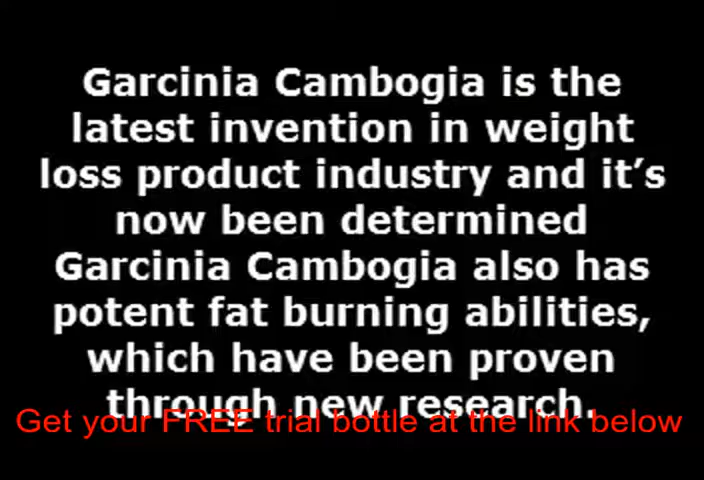 Garcinia Cambogia is the
latest invention in weight
loss product industry and it’s
now been determined
Garcinia Cambogia also has
potent fat burning abilities,
which have been proven
through new research.
Get your FREE trial bottle at the link below